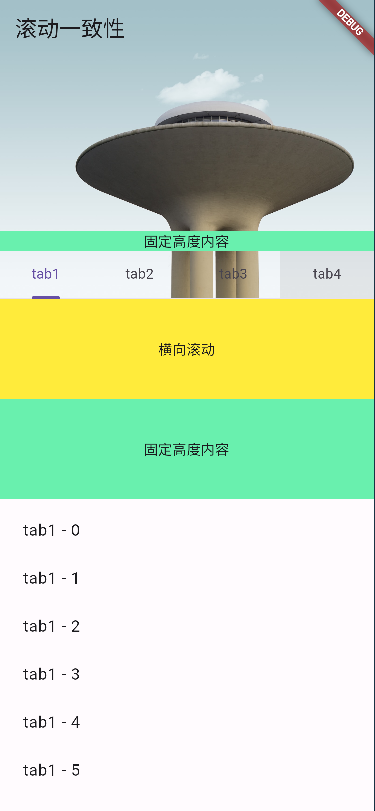 滚动一致性
DEBUG
固定高度内容
tab1 tab2 tab3 tab4
横向滚动
固定高度内容
tab1 - 0
tab1 - 1
tab1 - 2
tab1 - 3
tab1 - 4
tab1 - 5